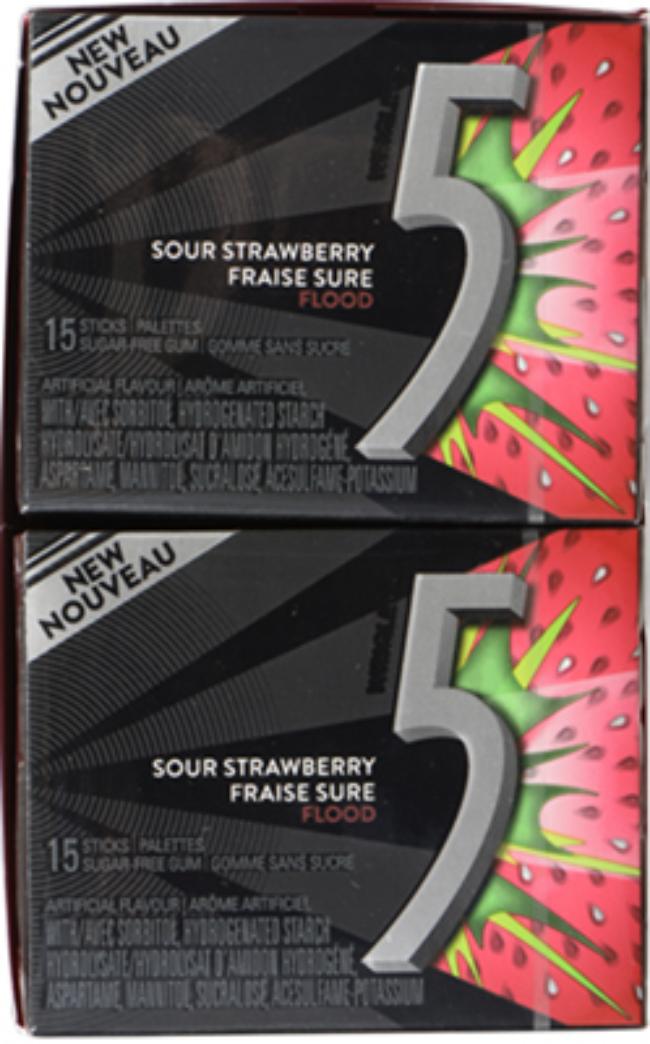 NEW
NOUVEAU
5
SOUR STRAWBERRY
FRAISE SURE
FLOOD
15 STICKS | PALETTES
SUGAR-FREE GUM | GOMME SANS SUCRE
ARTIFICIAL FLAVOUR | ARÔME ARTIFICIEL
WITH/AVEC SORBITOL, HYDROGENATED STARCH
HYDROLYSATE/HYDROLYSAT D'AMIDON HYDROGÉNÉ,
ASPARTAME, MANNITOL, SUCRALOSE, ACESULFAME-POTASSIUM
NEW
NOUVEAU
5
SOUR STRAWBERRY
FRAISE SURE
FLOOD
15 STICKS | PALETTES
SUGAR-FREE GUM | GOMME SANS SUCRE
ARTIFICIAL FLAVOUR | ARÔME ARTIFICIEL
WITH/AVEC SORBITOL, HYDROGENATED STARCH
HYDROLYSATE/HYDROLYSAT D'AMIDON HYDROGÉNÉ,
ASPARTAME, MANNITOL, SUCRALOSE, ACESULFAME-POTASSIUM